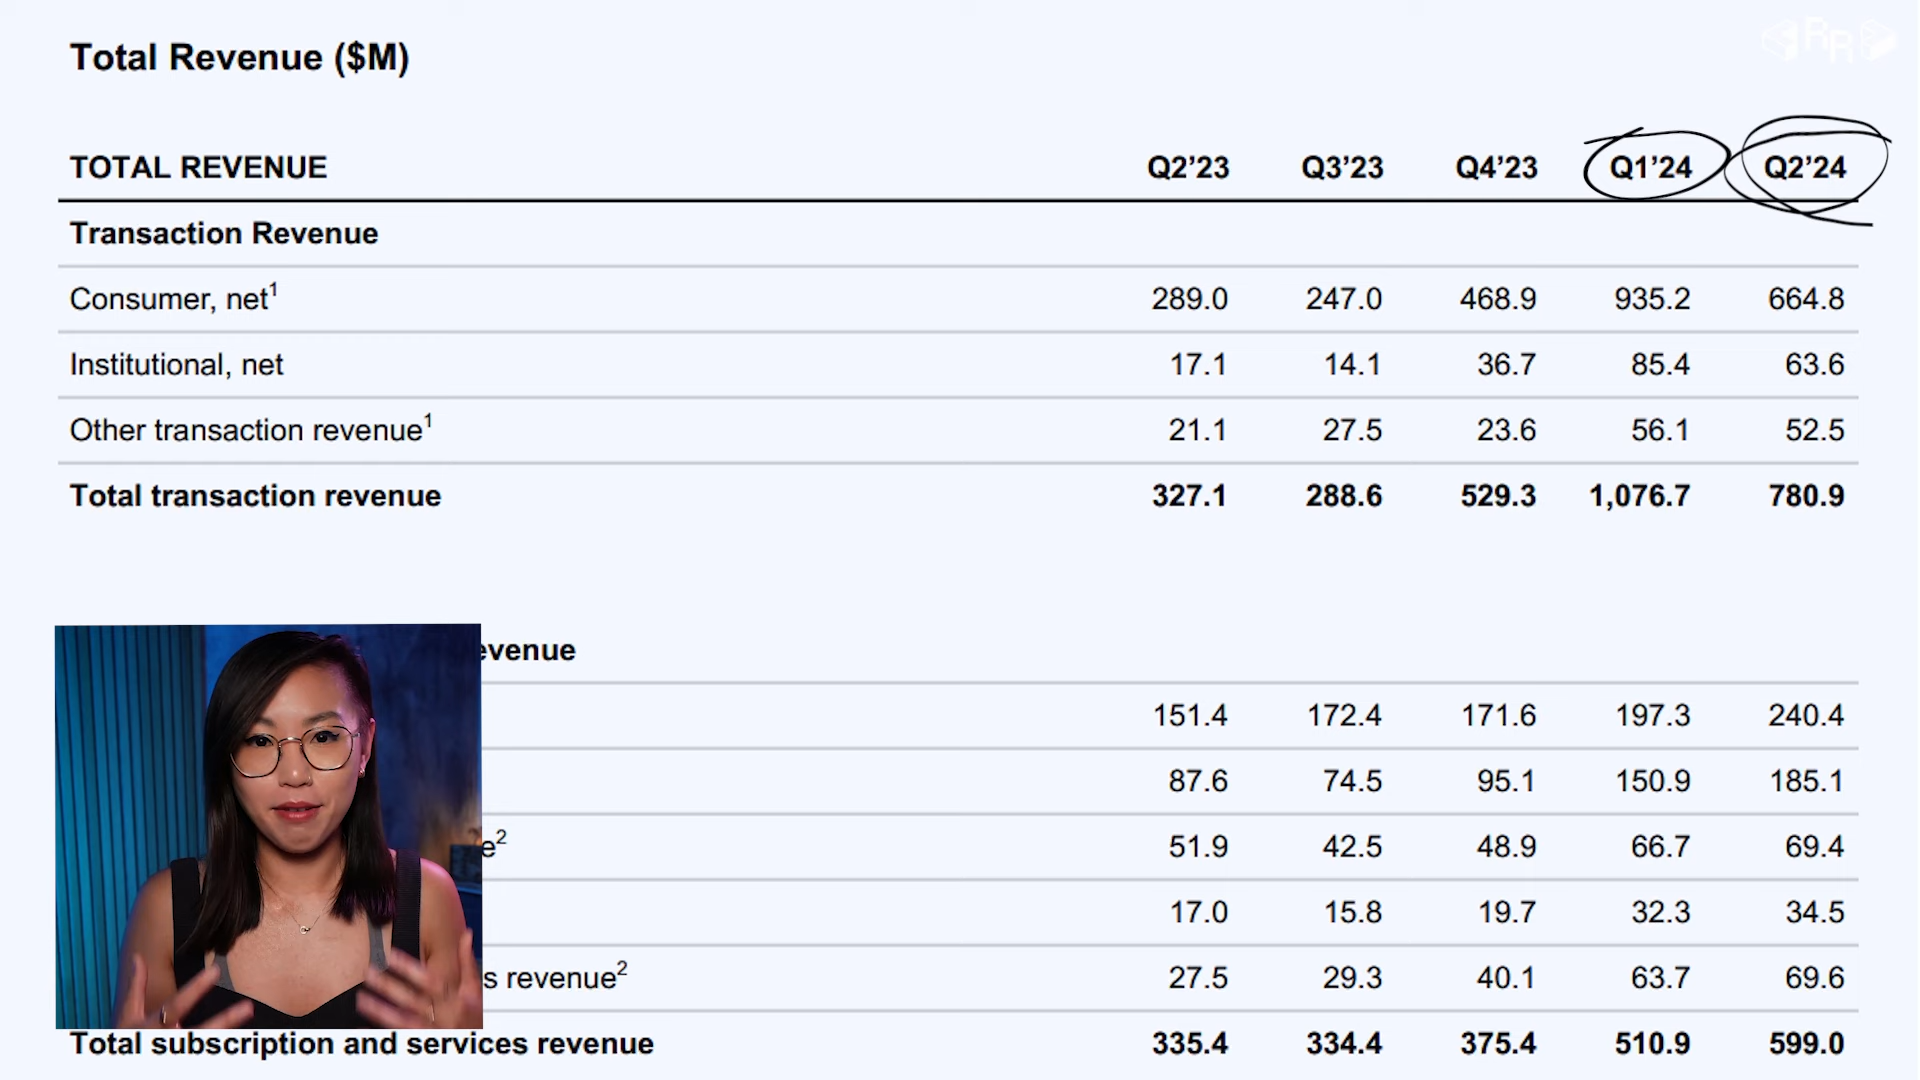 Total Revenue ($M)
TOTAL REVENUE Q2’23 Q3’23 Q4’23 Q1’24 Q2’24
Transaction Revenue
Consumer, net¹ 289.0 247.0 468.9 935.2 664.8
Institutional, net 17.1 14.1 36.7 85.4 63.6
Other transaction revenue¹ 21.1 27.5 23.6 56.1 52.5
Total transaction revenue 327.1 288.6 529.3 1,076.7 780.9
evenue
151.4 172.4 171.6 197.3 240.4
87.6 74.5 95.1 150.9 185.1
e² 51.9 42.5 48.9 66.7 69.4
17.0 15.8 19.7 32.3 34.5
s revenue² 27.5 29.3 40.1 63.7 69.6
Total subscription and services revenue 335.4 334.4 375.4 510.9 599.0